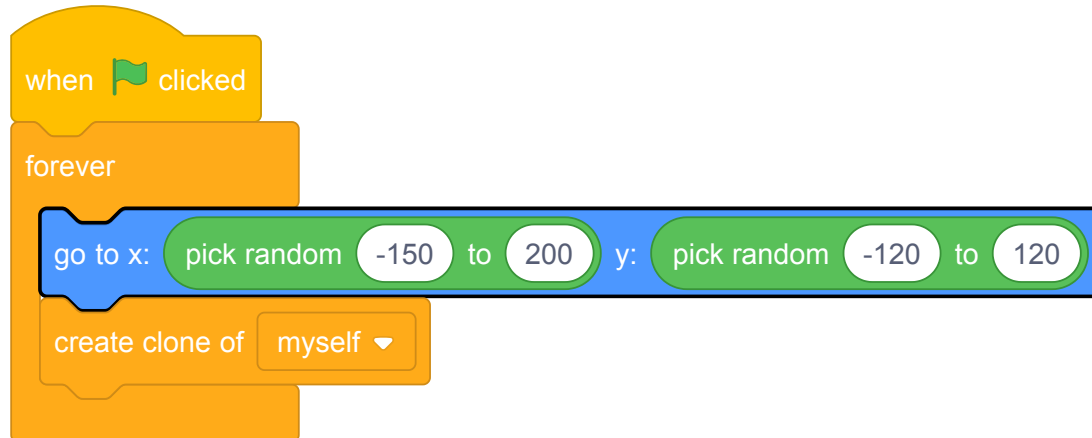 when clicked
forever
go to x: pick random -150 to 200 y: pick random -120 to 120
create clone of myself